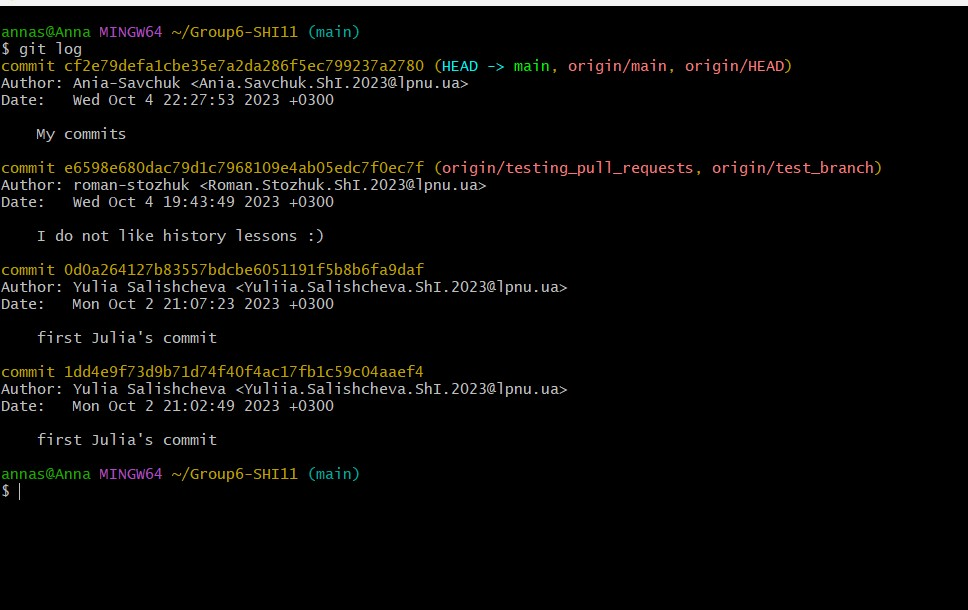 annas@Anna MINGW64 ~/Group6-SHI11 (main)
$ git log
commit cf2e79defa1cbe35e7a2da286f5ec799237a2780 (HEAD -> main, origin/main, origin/HEAD)
Author: Ania-Savchuk <Ania.Savchuk.ShI.2023@lpnu.ua>
Date:   Wed Oct 4 22:27:53 2023 +0300
    My commits
commit e6598e680dac79d1c7968109e4ab05edc7f0ec7f (origin/testing_pull_requests, origin/test_branch)
Author: roman-stozhuk <Roman.Stozhuk.ShI.2023@lpnu.ua>
Date:   Wed Oct 4 19:43:49 2023 +0300
    I do not like history lessons :)
commit 0d0a264127b83557bdcbe6051191f5b8b6fa9daf
Author: Yulia Salishcheva <Yuliia.Salishcheva.ShI.2023@lpnu.ua>
Date:   Mon Oct 2 21:07:23 2023 +0300
    first Julia's commit
commit 1dd4e9f73d9b71d74f40f4ac17fb1c59c04aaef4
Author: Yulia Salishcheva <Yuliia.Salishcheva.ShI.2023@lpnu.ua>
Date:   Mon Oct 2 21:02:49 2023 +0300
    first Julia's commit
annas@Anna MINGW64 ~/Group6-SHI11 (main)
$